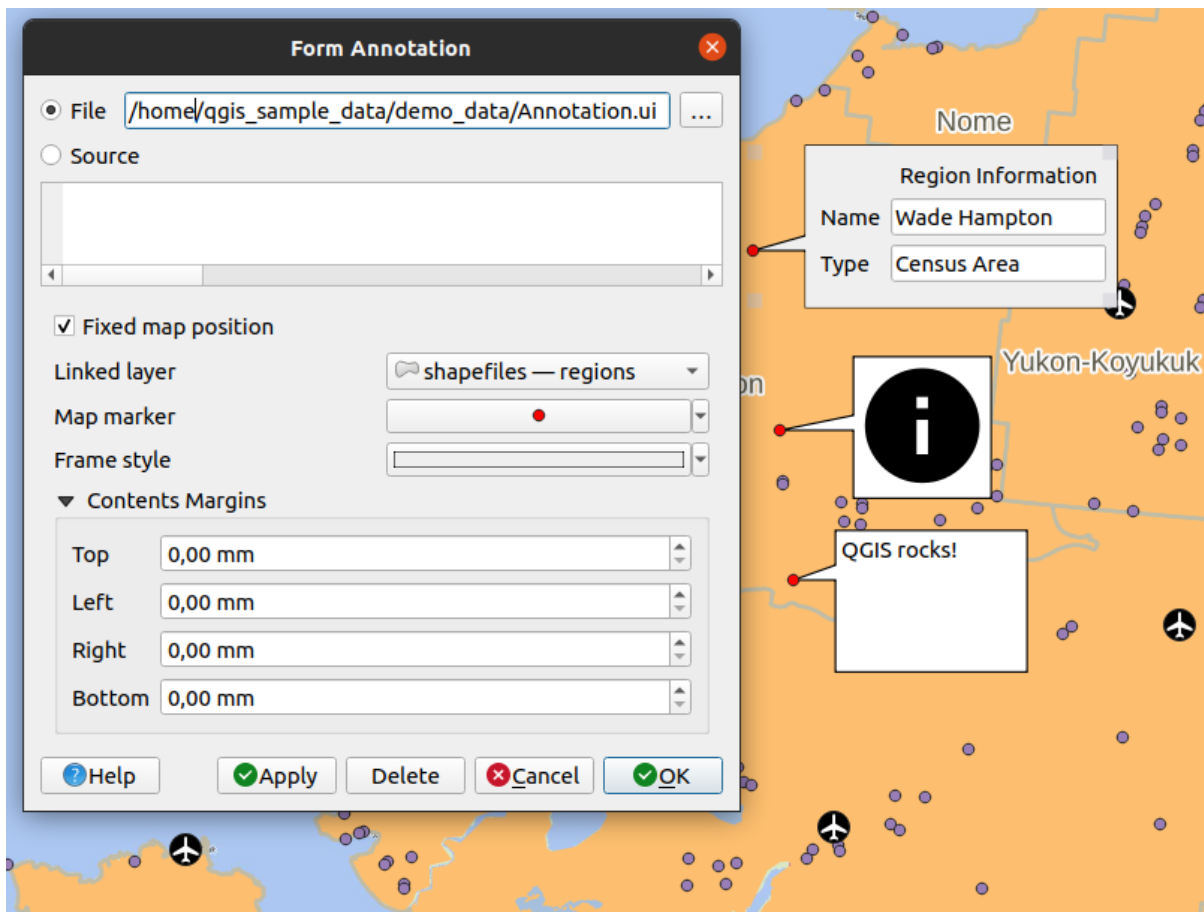 Form Annotation
File /home/qgis_sample_data/demo_data/Annotation.ui ...
Source
Fixed map position
Linked layer shapefiles — regions
Map marker
Frame style
Contents Margins
Top 0,00 mm
Left 0,00 mm
Right 0,00 mm
Bottom 0,00 mm
Help Apply Delete Cancel OK
Nome
Region Information
Name Wade Hampton
Type Census Area
Yukon-Koyukuk
on
i
QGIS rocks!